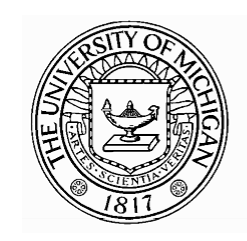 THE UNIVERSITY OF MICHIGAN
ARTES · SCIENTIA · VERITAS
1817